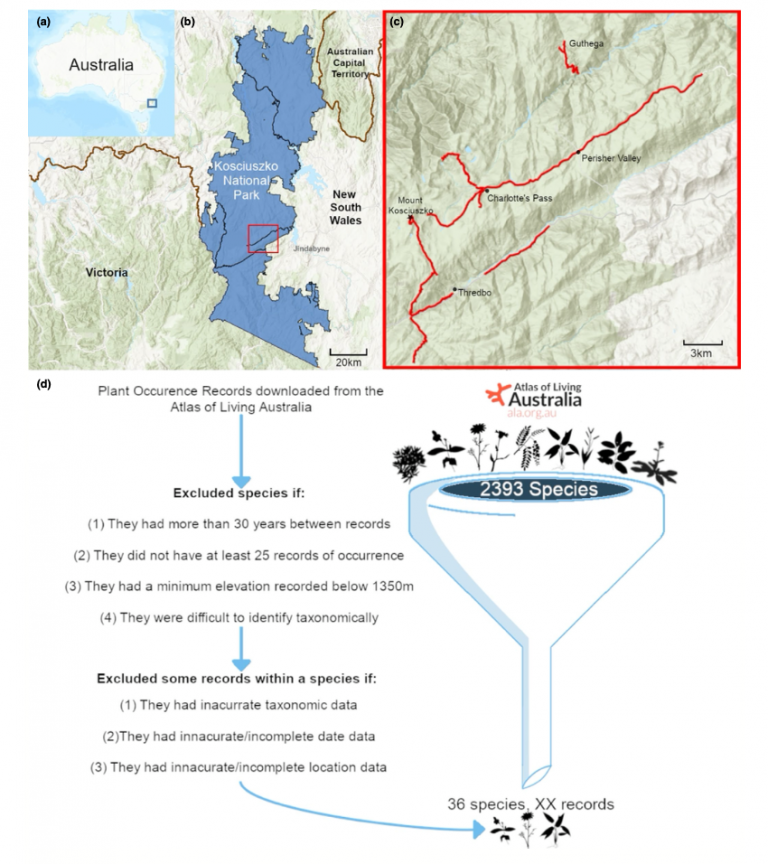 (a)
Australia
(b)
Australian
Capital
Territory
Kosciuszko
National
Park
New
South
Wales
Jindabyne
Victoria
20km
(c)
Guthega
Perisher Valley
Charlotte's Pass
Mount
Kosciuszko
Thredbo
3km
(d)
Plant Occurence Records downloaded from the
Atlas of Living Australia
Excluded species if:
(1) They had more than 30 years between records
(2) They did not have at least 25 records of occurrence
(3) They had a minimum elevation recorded below 1350m
(4) They were difficult to identify taxonomically
Excluded some records within a species if:
(1) They had inacurrate taxonomic data
(2)They had innacurate/incomplete date data
(3) They had innacurate/incomplete location data
Atlas of Living
Australia
ala.org.au
2393 Species
36 species, XX records